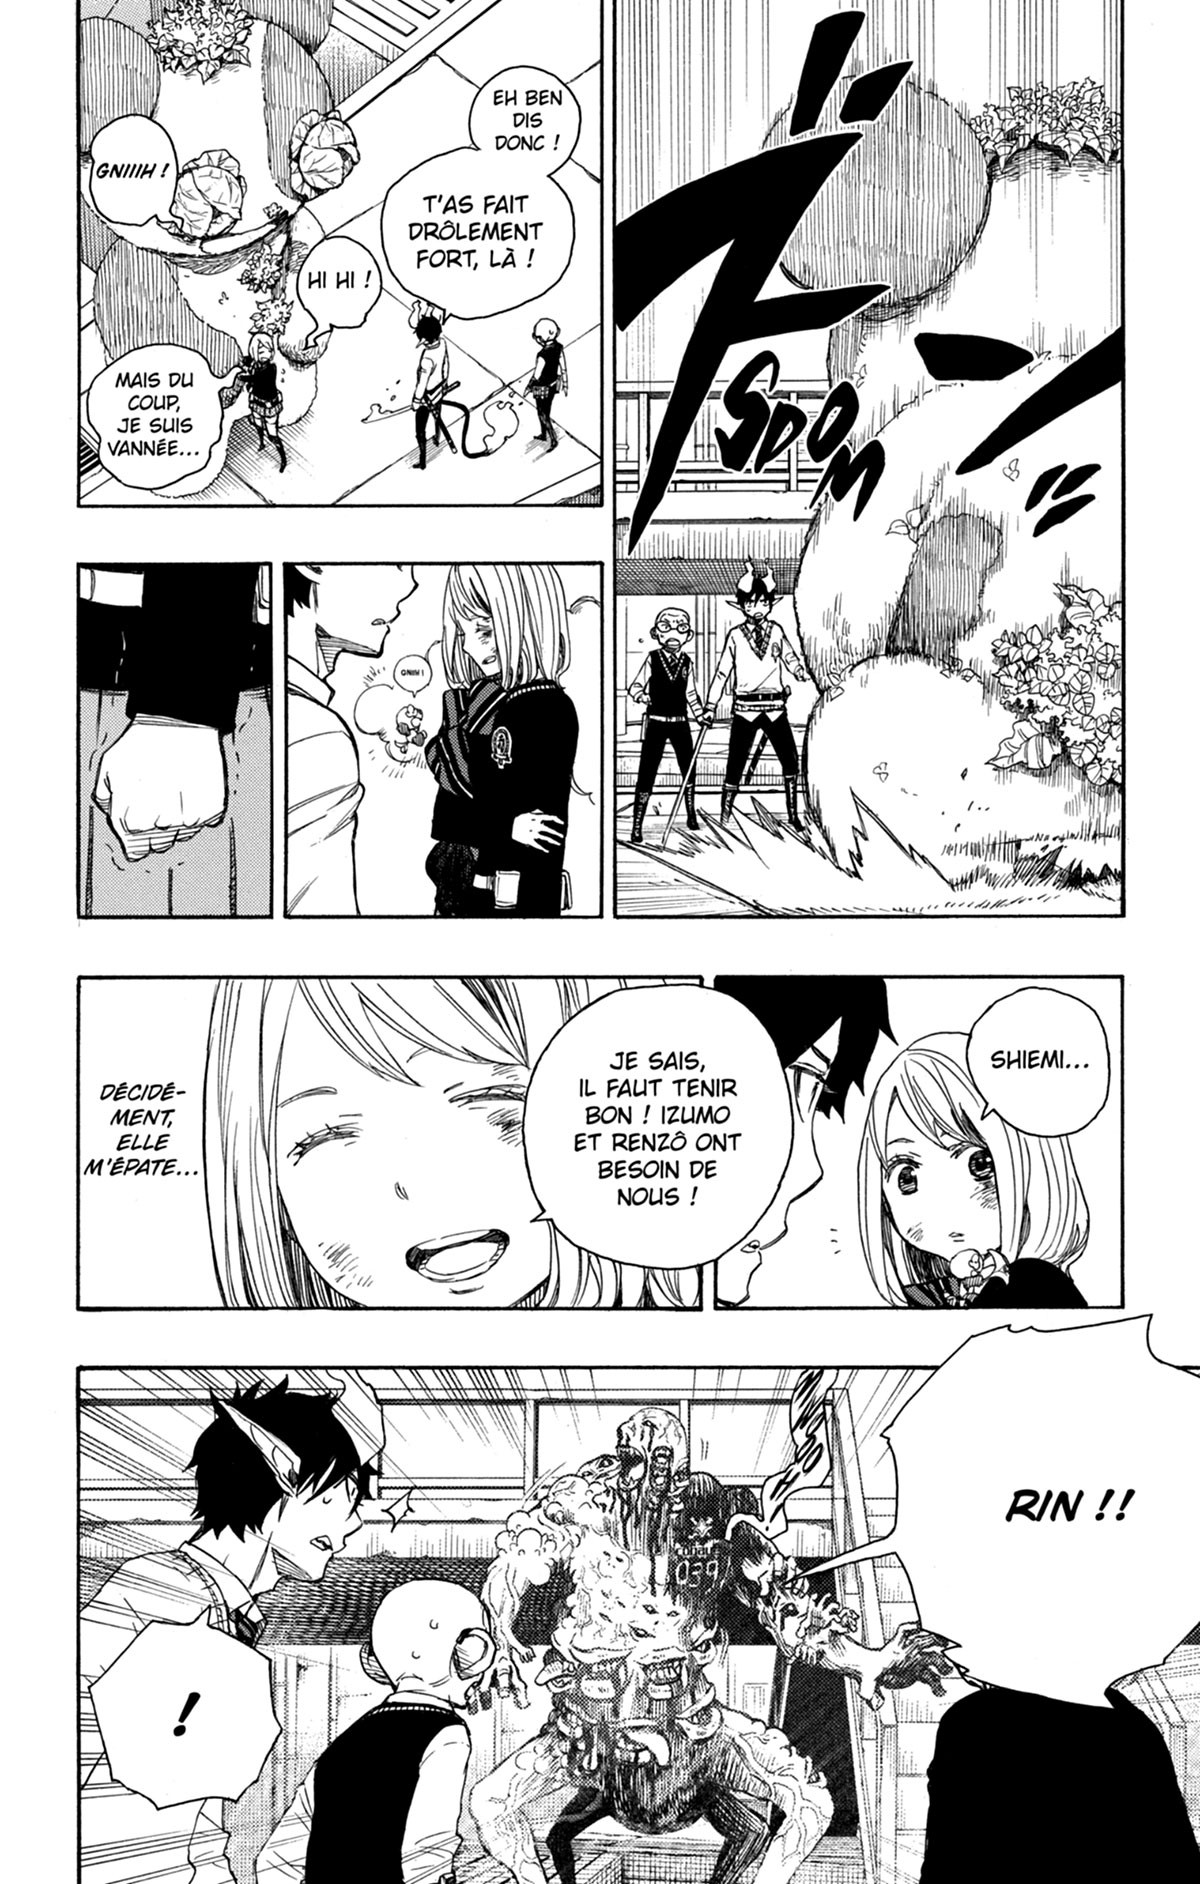 SDOM
EH BEN
DIS
DONC !
T'AS FAIT
DRÔLEMENT
FORT, LÀ !
GNIIIH !
HI HI !
MAIS DU
COUP,
JE SUIS
VANNÉE...
GNIIH !
SHIEMI...
JE SAIS,
IL FAUT TENIR
BON ! IZUMO
ET RENZÔ ONT
BESOIN DE
NOUS !
DÉCIDÉ-
MENT,
ELLE
M'ÉPATE...
RIN !!
039
!